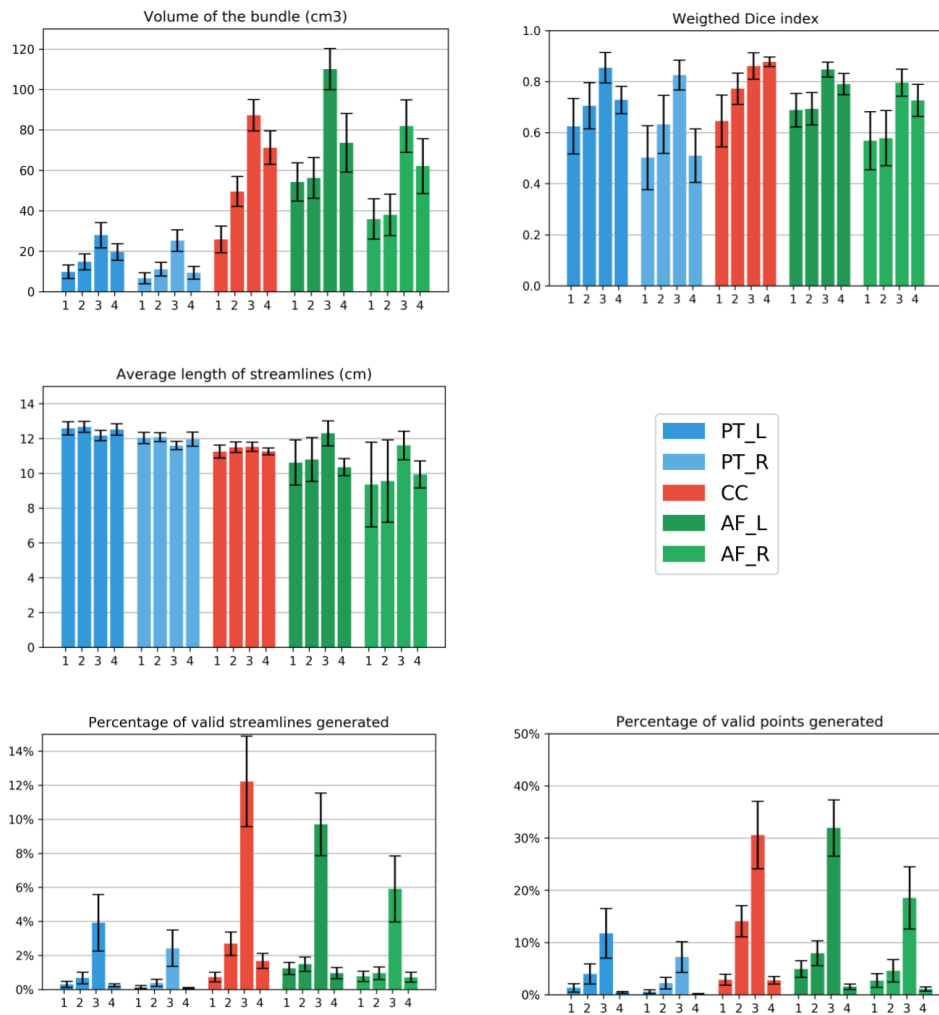 Volume of the bundle (cm3)
120
100
80
60
40
20
0
1 2 3 4 1 2 3 4 1 2 3 4 1 2 3 4 1 2 3 4
Weigthed Dice index
1.0
0.8
0.6
0.4
0.2
0.0
1 2 3 4 1 2 3 4 1 2 3 4 1 2 3 4 1 2 3 4
Average length of streamlines (cm)
14
12
10
8
6
4
2
0
1 2 3 4 1 2 3 4 1 2 3 4 1 2 3 4 1 2 3 4
PT_L
PT_R
CC
AF_L
AF_R
Percentage of valid streamlines generated
14%
12%
10%
8%
6%
4%
2%
0%
1 2 3 4 1 2 3 4 1 2 3 4 1 2 3 4 1 2 3 4
Percentage of valid points generated
50%
40%
30%
20%
10%
0%
1 2 3 4 1 2 3 4 1 2 3 4 1 2 3 4 1 2 3 4